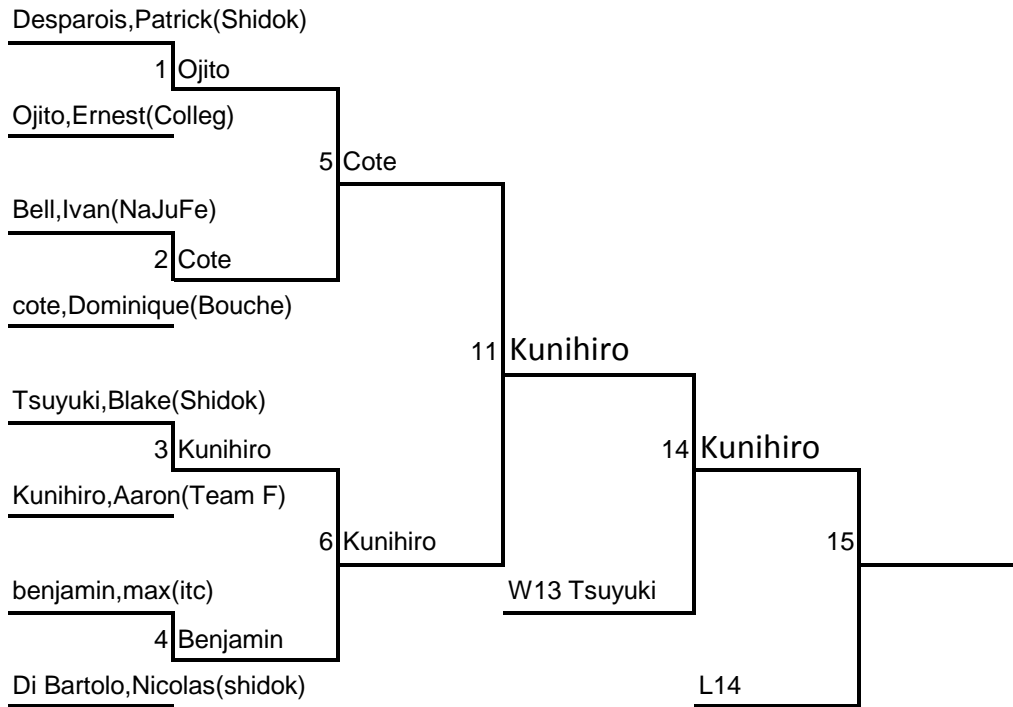 Desparois,Patrick(Shidok)
1 Ojito
Ojito,Ernest(Colleg)
5 Cote
Bell,Ivan(NaJuFe)
2 Cote
cote,Dominique(Bouche)
11 Kunihiro
Tsuyuki,Blake(Shidok)
3 Kunihiro
14 Kunihiro
Kunihiro,Aaron(Team F)
6 Kunihiro
15
benjamin,max(itc)
W13 Tsuyuki
4 Benjamin
Di Bartolo,Nicolas(shidok)
L14